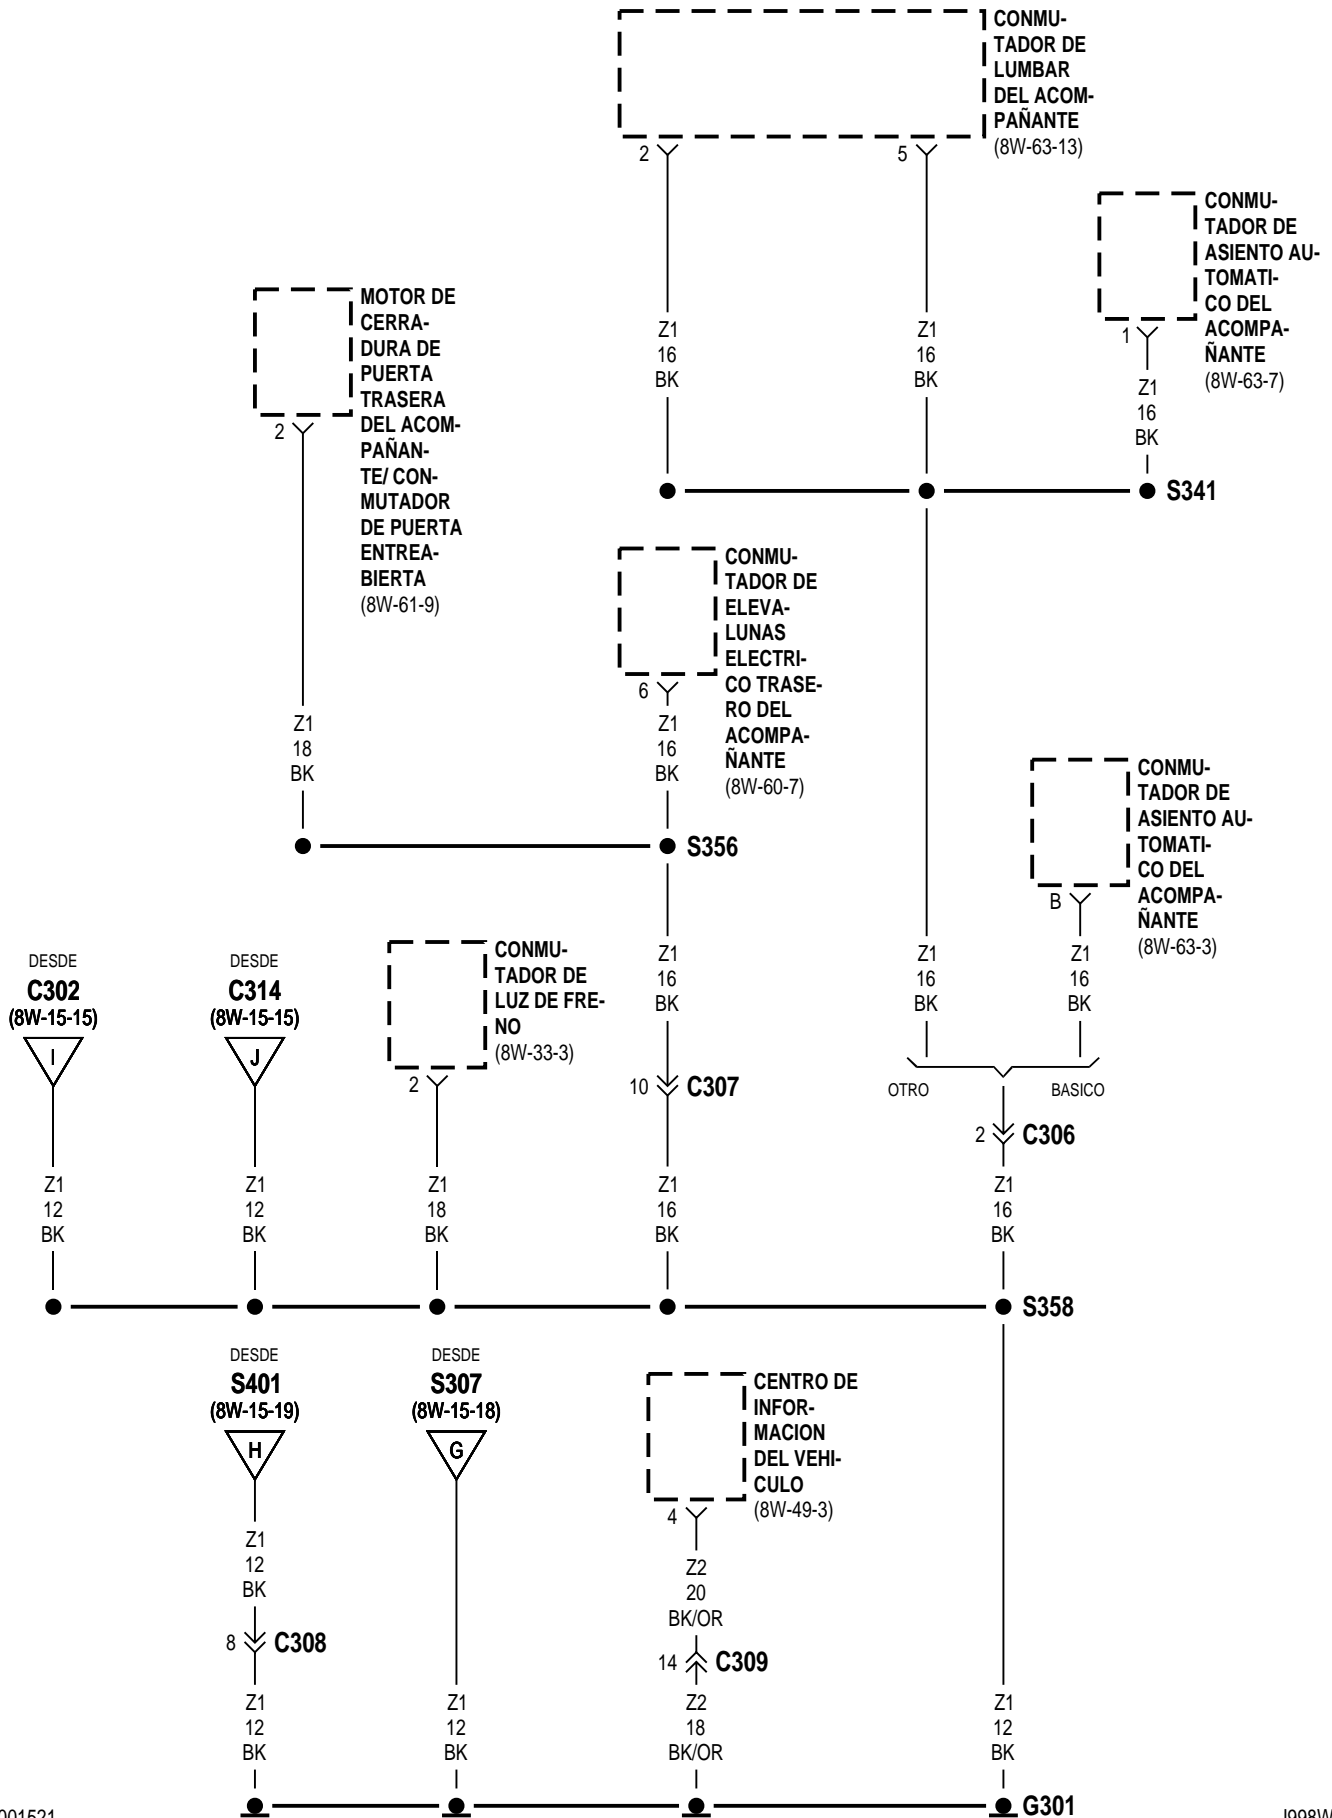 CONMU-
TADOR DE
LUMBAR
DEL ACOM-
PAÑANTE
(8W-63-13)
2
5
CONMU-
TADOR DE
ASIENTO AU-
TOMATI-
CO DEL
ACOMPA-
ÑANTE
(8W-63-7)
1
MOTOR DE
CERRA-
DURA DE
PUERTA
TRASERA
DEL ACOM-
PAÑAN-
TE/ CON-
MUTADOR
DE PUERTA
ENTREA-
BIERTA
(8W-61-9)
2
Z1
16
BK
Z1
16
BK
Z1
16
BK
S341
CONMU-
TADOR DE
ELEVA-
LUNAS
ELECTRI-
CO TRASE-
RO DEL
ACOMPA-
ÑANTE
(8W-60-7)
6
Z1
18
BK
Z1
16
BK
S356
CONMU-
TADOR DE
ASIENTO AU-
TOMATI-
CO DEL
ACOMPA-
ÑANTE
(8W-63-3)
B
DESDE
C302
(8W-15-15)
I
DESDE
C314
(8W-15-15)
J
CONMU-
TADOR DE
LUZ DE FRE-
NO
(8W-33-3)
2
Z1
16
BK
Z1
16
BK
Z1
16
BK
10 C307
OTRO
BASICO
2 C306
Z1
12
BK
Z1
12
BK
Z1
18
BK
Z1
16
BK
Z1
16
BK
S358
DESDE
S401
(8W-15-19)
H
DESDE
S307
(8W-15-18)
G
CENTRO DE
INFOR-
MACION
DEL VEHI-
CULO
(8W-49-3)
4
Z1
12
BK
Z2
20
BK/OR
8 C308
14 C309
Z1
12
BK
Z1
12
BK
Z2
18
BK/OR
Z1
12
BK
G301
001521
J998W